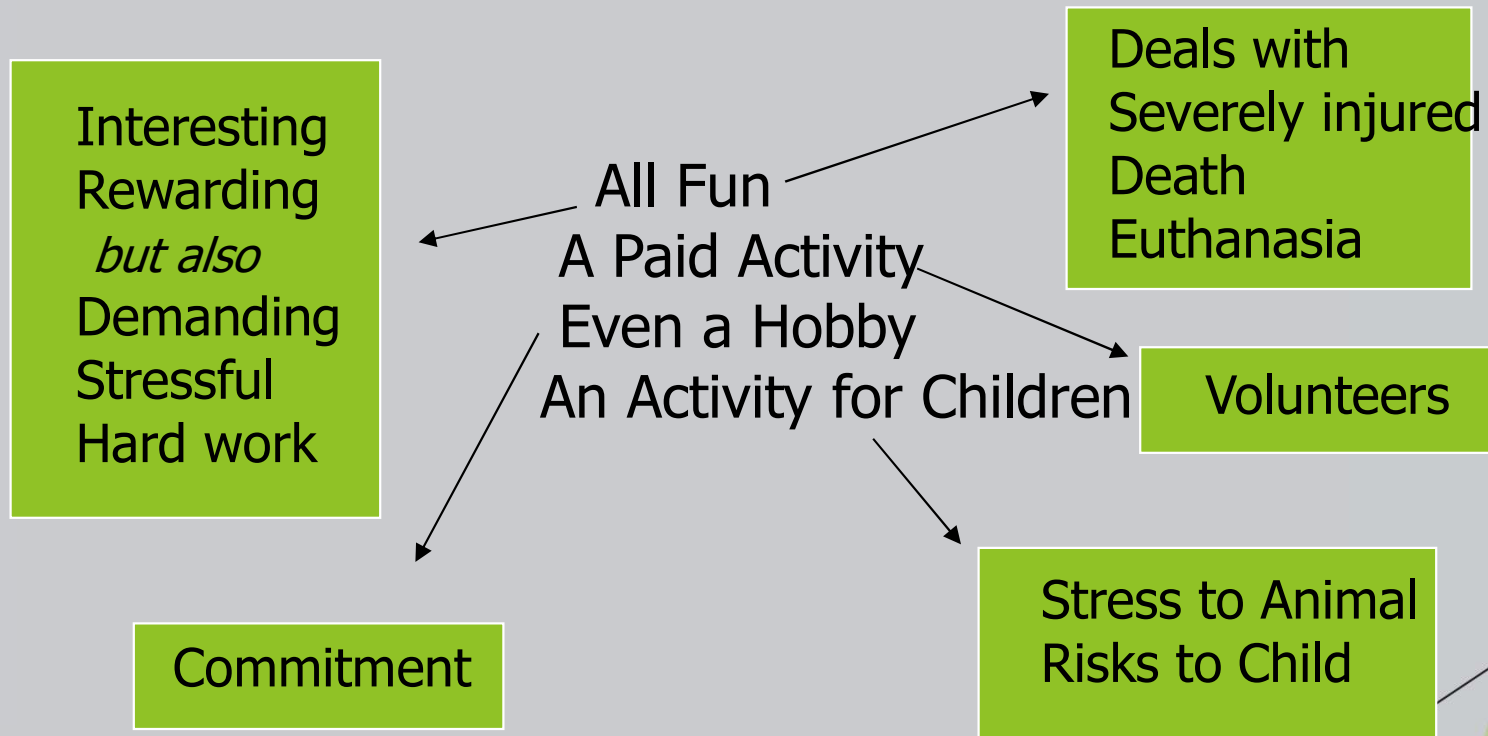 Interesting
Rewarding
but also
Demanding
Stressful
Hard work
All Fun
A Paid Activity
Even a Hobby
An Activity for Children
Deals with
Severely injured
Death
Euthanasia
Volunteers
Commitment
Stress to Animal
Risks to Child